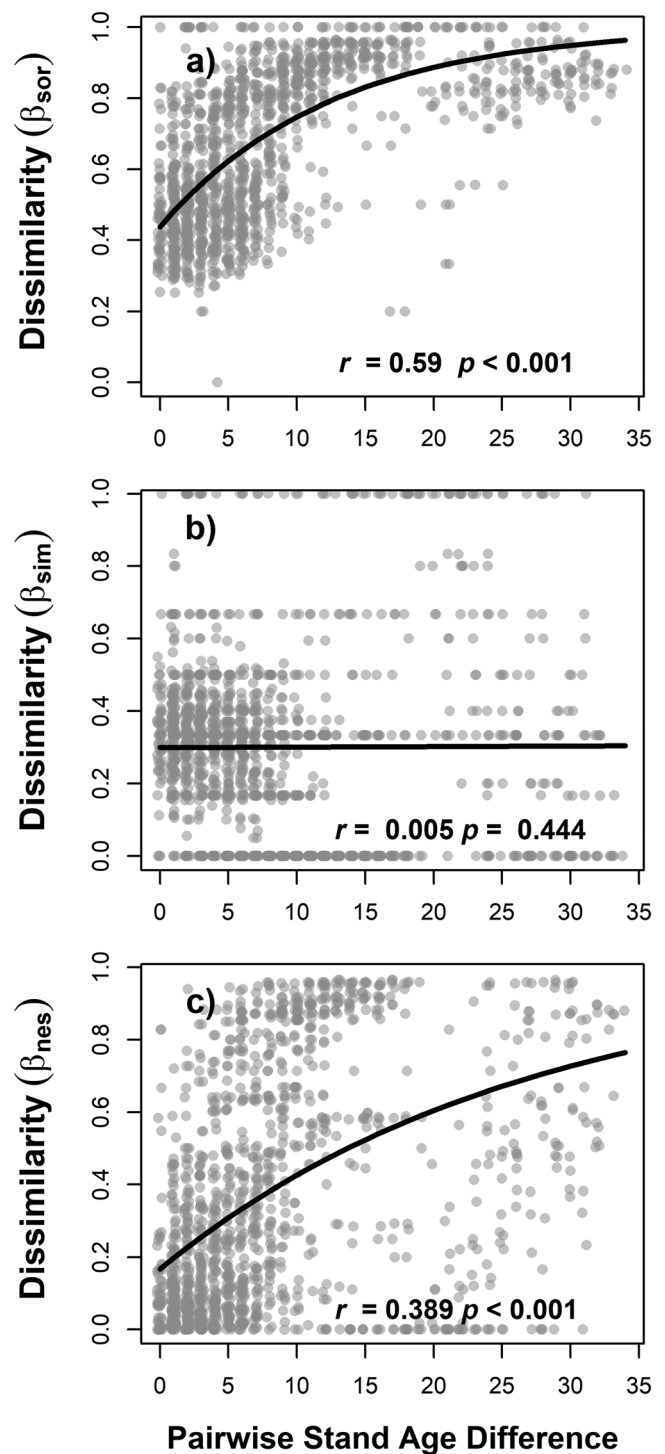 a)
Dissimilarity (βsor)
1.0
0.8
0.6
0.4
0.2
0.0
r = 0.59 p < 0.001
0 5 10 15 20 25 30 35
b)
Dissimilarity (βsim)
1.0
0.8
0.6
0.4
0.2
0.0
r = 0.005 p = 0.444
0 5 10 15 20 25 30 35
c)
Dissimilarity (βnes)
1.0
0.8
0.6
0.4
0.2
0.0
r = 0.389 p < 0.001
0 5 10 15 20 25 30 35
Pairwise Stand Age Difference